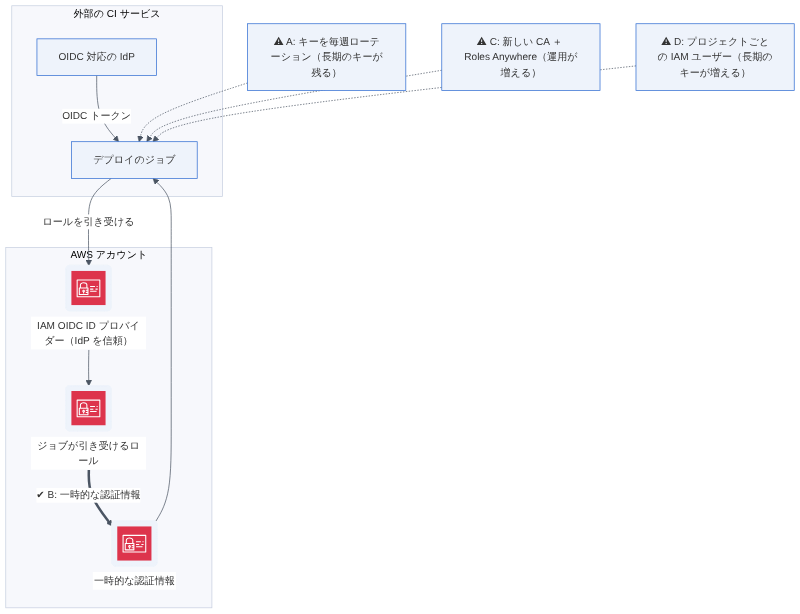 外部の CI サービス
OIDC 対応の IdP
OIDC トークン
デプロイのジョブ
⚠ A: キーを毎週ローテ
ーション（長期のキーが
残る）
⚠ C: 新しい CA ＋
Roles Anywhere（運用が
増える）
⚠ D: プロジェクトごと
の IAM ユーザー（長期の
キーが増える）
ロールを引き受ける
AWS アカウント
IAM OIDC ID プロバイ
ダー（IdP を信頼）
ジョブが引き受けるロ
ール
✔ B: 一時的な認証情報
一時的な認証情報